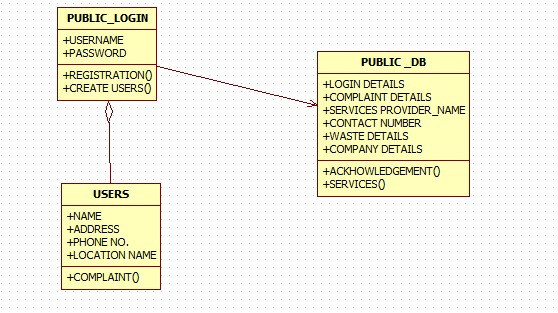 PUBLIC_LOGIN
+USERNAME
+PASSWORD
+REGISTRATION()
+CREATE USERS()
PUBLIC _DB
+LOGIN DETAILS
+COMPLAINT DETAILS
+SERVICES PROVIDER_NAME
+CONTACT NUMBER
+WASTE DETAILS
+COMPANY DETAILS
+ACKHOWLEDGEMENT()
+SERVICES()
USERS
+NAME
+ADDRESS
+PHONE NO.
+LOCATION NAME
+COMPLAINT()